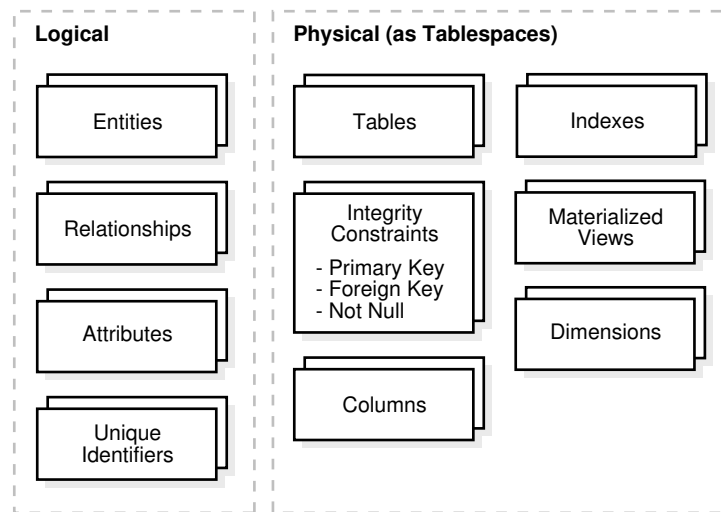 Logical
Entities
Relationships
Attributes
Unique
Identifiers
Physical (as Tablespaces)
Tables
Integrity
Constraints
- Primary Key
- Foreign Key
- Not Null
Columns
Indexes
Materialized
Views
Dimensions